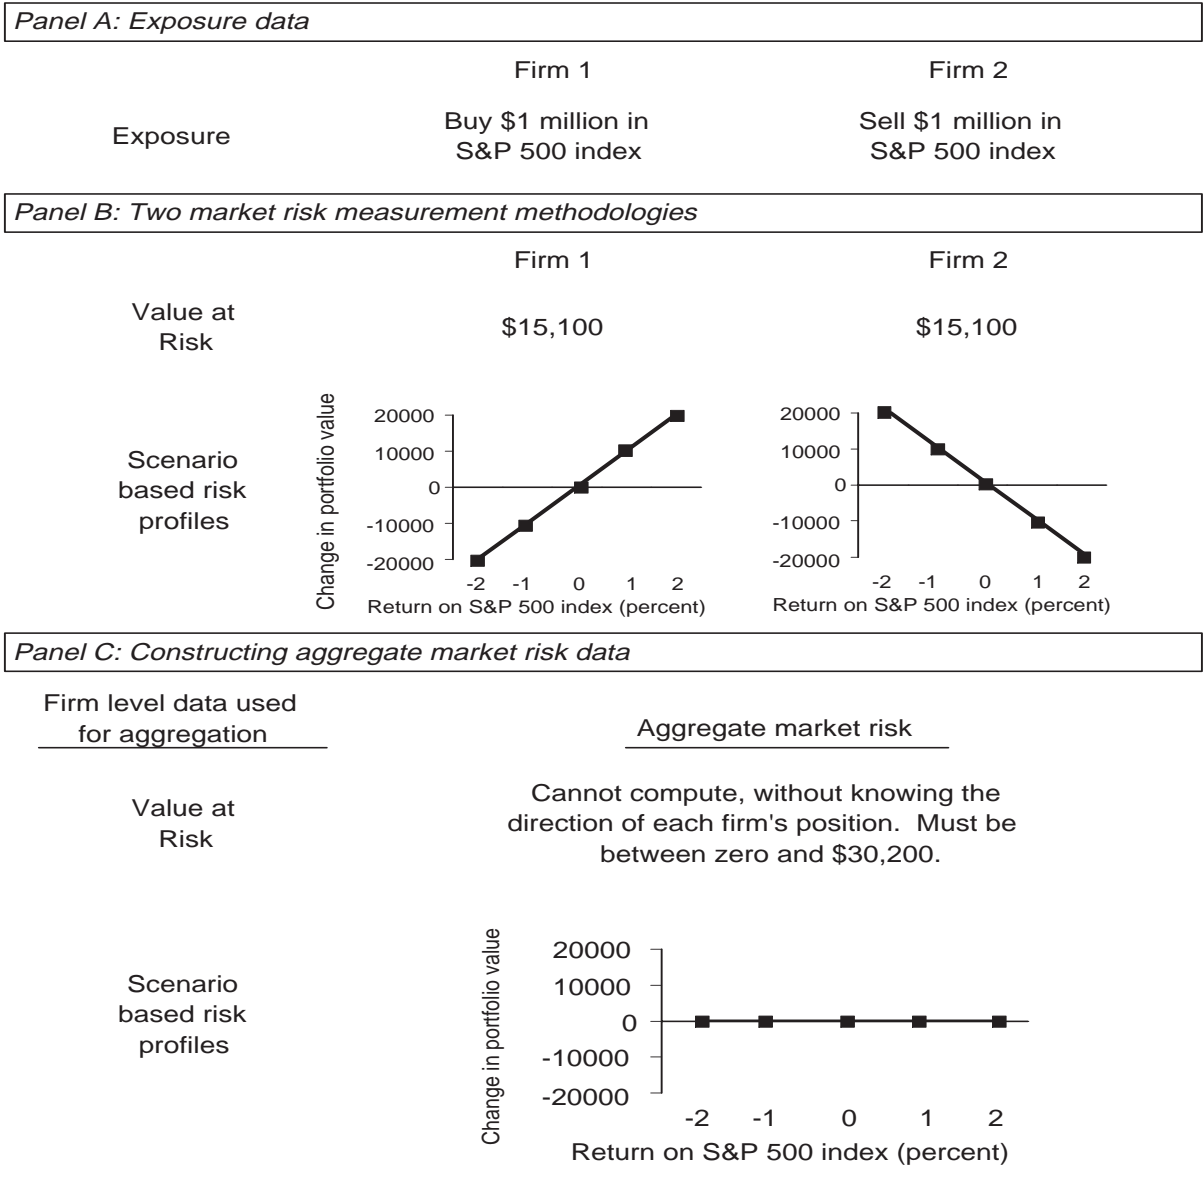 Panel A: Exposure data
Firm 1
Firm 2
Exposure
Buy $1 million in
S&P 500 index
Sell $1 million in
S&P 500 index
Panel B: Two market risk measurement methodologies
Firm 1
Firm 2
Value at
Risk
$15,100
$15,100
Scenario
based risk
profiles
Change in portfolio value
20000
10000
0
-10000
-20000
-2 -1 0 1 2
Return on S&P 500 index (percent)
20000
10000
0
-10000
-20000
-2 -1 0 1 2
Return on S&P 500 index (percent)
Panel C: Constructing aggregate market risk data
Firm level data used
for aggregation
Aggregate market risk
Value at
Risk
Cannot compute, without knowing the
direction of each firm's position.  Must be
between zero and $30,200.
Scenario
based risk
profiles
Change in portfolio value
20000
10000
0
-10000
-20000
-2 -1 0 1 2
Return on S&P 500 index (percent)